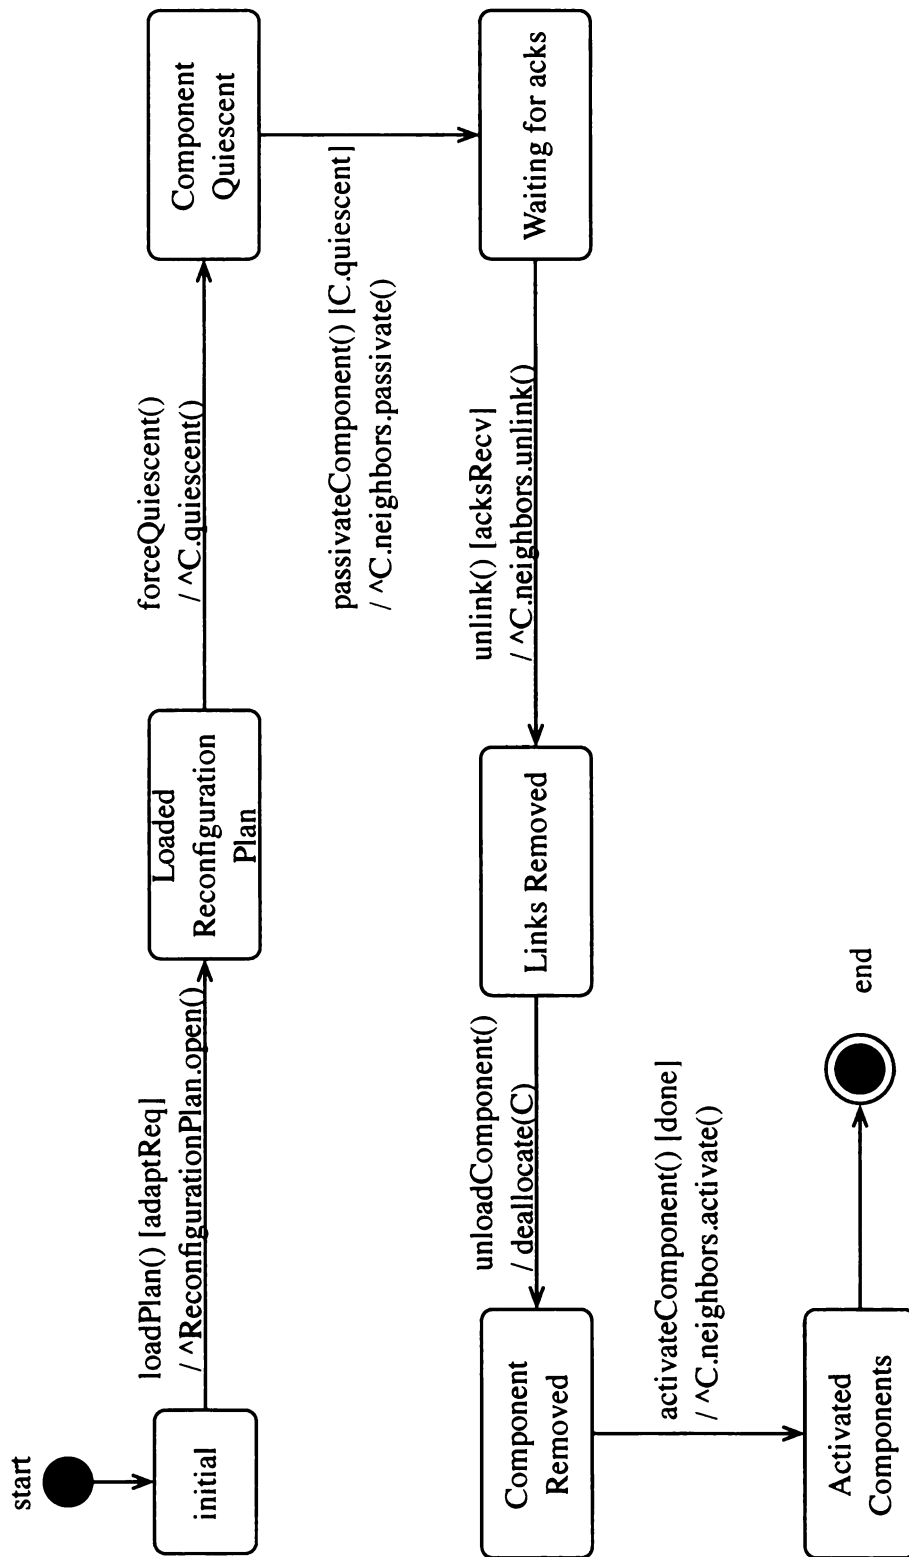 start
initial
loadPlan() [adaptReq]
/ ^ReconfigurationPlan.open()
Loaded
Reconfiguration
Plan
forceQuiescent()
/ ^C.quiescent()
Component
Quiescent
passivateComponent() [C.quiescent]
/ ^C.neighbors.passivate()
Waiting for acks
unlink() [acksRecv]
/ ^C.neighbors.unlink()
Links Removed
unloadComponent()
/ deallocate(C)
Component
Removed
activateComponent() [done]
/ ^C.neighbors.activate()
Activated
Components
end